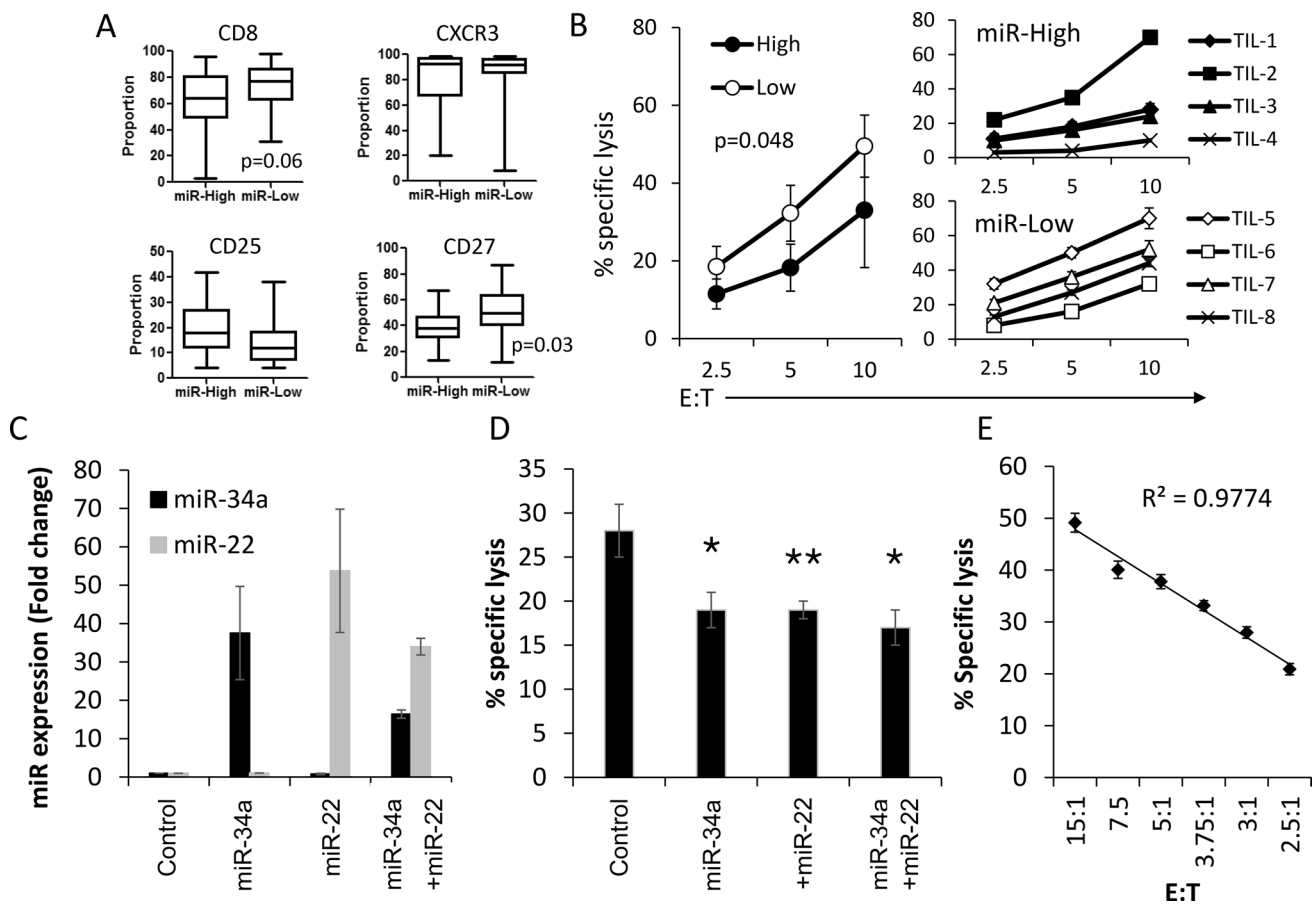 A
CD8
Proportion
100
80
60
40
20
0
p=0.06
miR-High miR-Low
CXCR3
Proportion
100
80
60
40
20
0
miR-High miR-Low
CD25
Proportion
50
40
30
20
10
0
miR-High miR-Low
CD27
Proportion
100
80
60
40
20
0
p=0.03
miR-High miR-Low
B
% specific lysis
80
60
40
20
0
High
Low
p=0.048
2.5 5 10
E:T
miR-High
80
60
40
20
0
2.5 5 10
TIL-1
TIL-2
TIL-3
TIL-4
miR-Low
80
60
40
20
0
2.5 5 10
TIL-5
TIL-6
TIL-7
TIL-8
C
miR expression (Fold change)
80
70
60
50
40
30
20
10
0
miR-34a
miR-22
Control
miR-34a
miR-22
miR-34a
+miR-22
D
% specific lysis
35
30
25
20
15
10
5
0
*
**
*
Control
miR-34a
+miR-22
miR-34a
+miR-22
E
% Specific lysis
60
50
40
30
20
10
0
R² = 0.9774
15:1
7.5
5:1
3.75:1
3:1
2.5:1
E:T